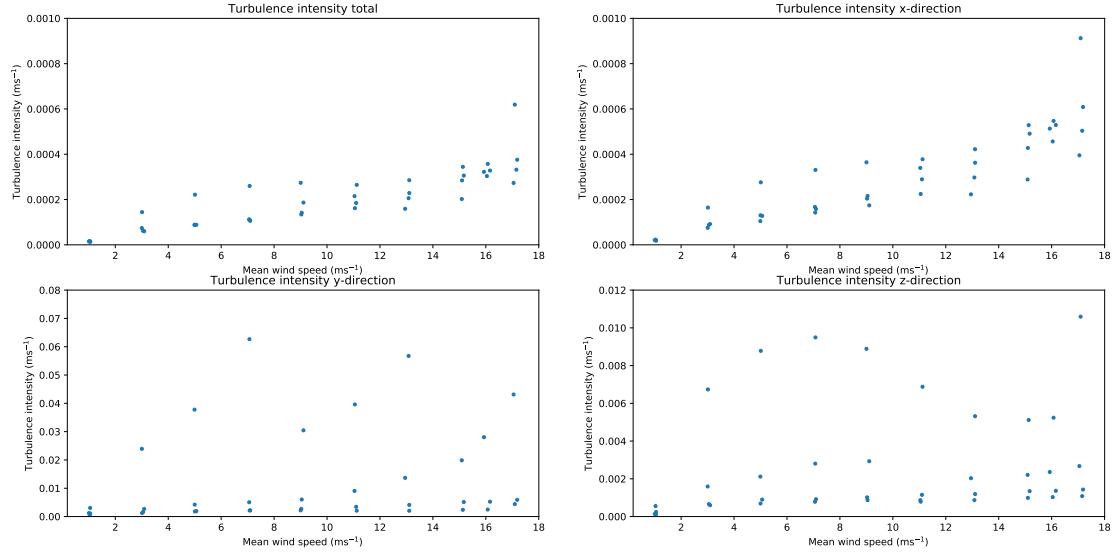 Turbulence intensity total
Turbulence intensity (ms⁻¹)
0.0010
0.0008
0.0006
0.0004
0.0002
0.0000
2 4 6 8 10 12 14 16 18
Mean wind speed (ms⁻¹)
Turbulence intensity x-direction
Turbulence intensity (ms⁻¹)
0.0010
0.0008
0.0006
0.0004
0.0002
0.0000
2 4 6 8 10 12 14 16 18
Mean wind speed (ms⁻¹)
Turbulence intensity y-direction
Turbulence intensity (ms⁻¹)
0.08
0.07
0.06
0.05
0.04
0.03
0.02
0.01
0.00
2 4 6 8 10 12 14 16 18
Mean wind speed (ms⁻¹)
Turbulence intensity z-direction
Turbulence intensity (ms⁻¹)
0.012
0.010
0.008
0.006
0.004
0.002
0.000
2 4 6 8 10 12 14 16 18
Mean wind speed (ms⁻¹)